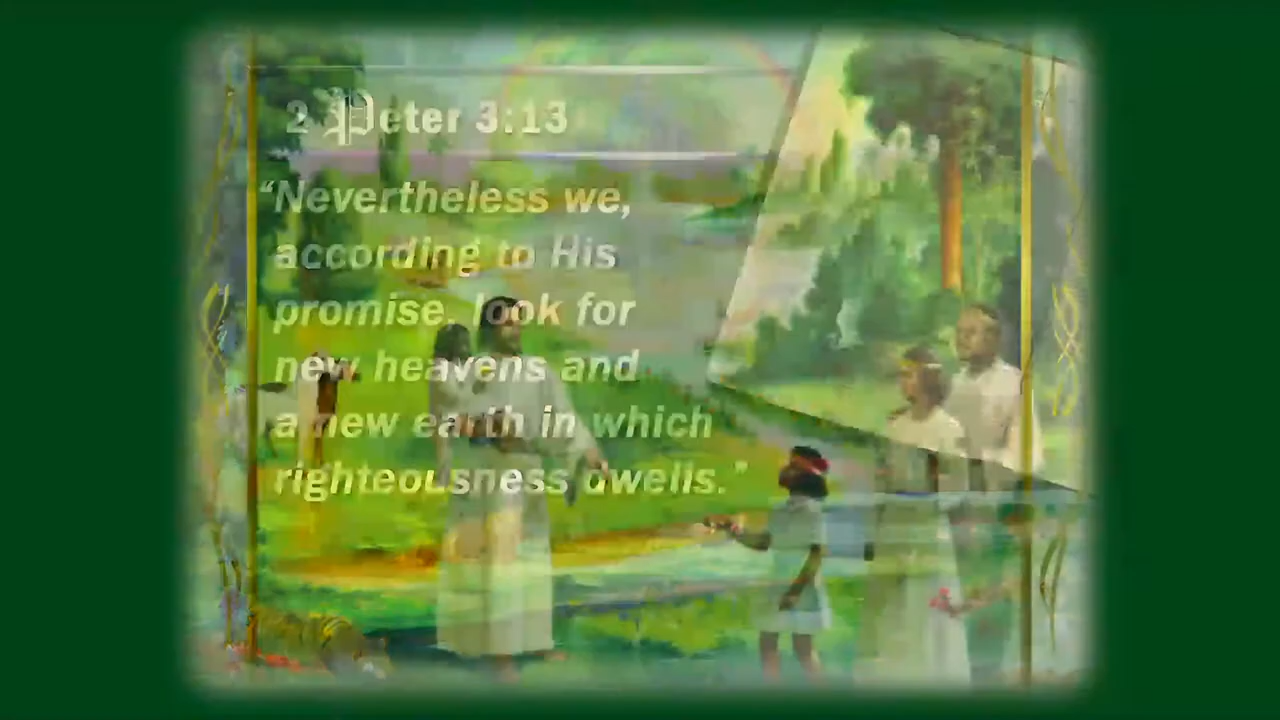 2 Peter 3:13
“Nevertheless we,
according to His
promise, look for
new heavens and
a new earth in which
righteousness dwells.”